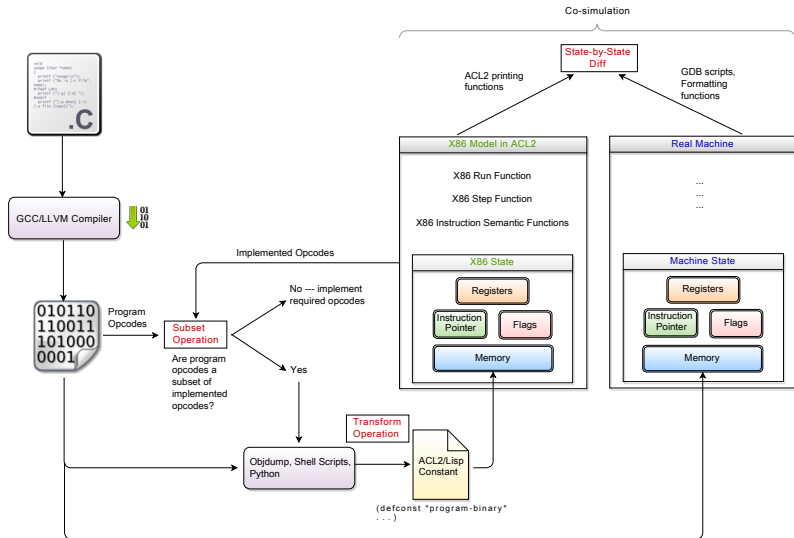 Co-simulation
void
usage (char *name)
{
.C
State-by-State
Diff
ACL2 printing
functions
GDB scripts,
Formatting
functions
X86 Model in ACL2
X86 Run Function
X86 Step Function
X86 Instruction Semantic Functions
X86 State
Registers
Instruction
Pointer
Flags
Memory
Real Machine
...
...
...
Machine State
Registers
Instruction
Pointer
Flags
Memory
GCC/LLVM Compiler
01
10
01
Implemented Opcodes
010110
110011
101000
0001
Program
Opcodes
Subset
Operation
No --- implement
required opcodes
Are program
opcodes a
subset of
implemented
opcodes?
Yes
Transform
Operation
Objdump, Shell Scripts,
Python
ACL2/Lisp
Constant
(defconst *program-binary*
. . . )